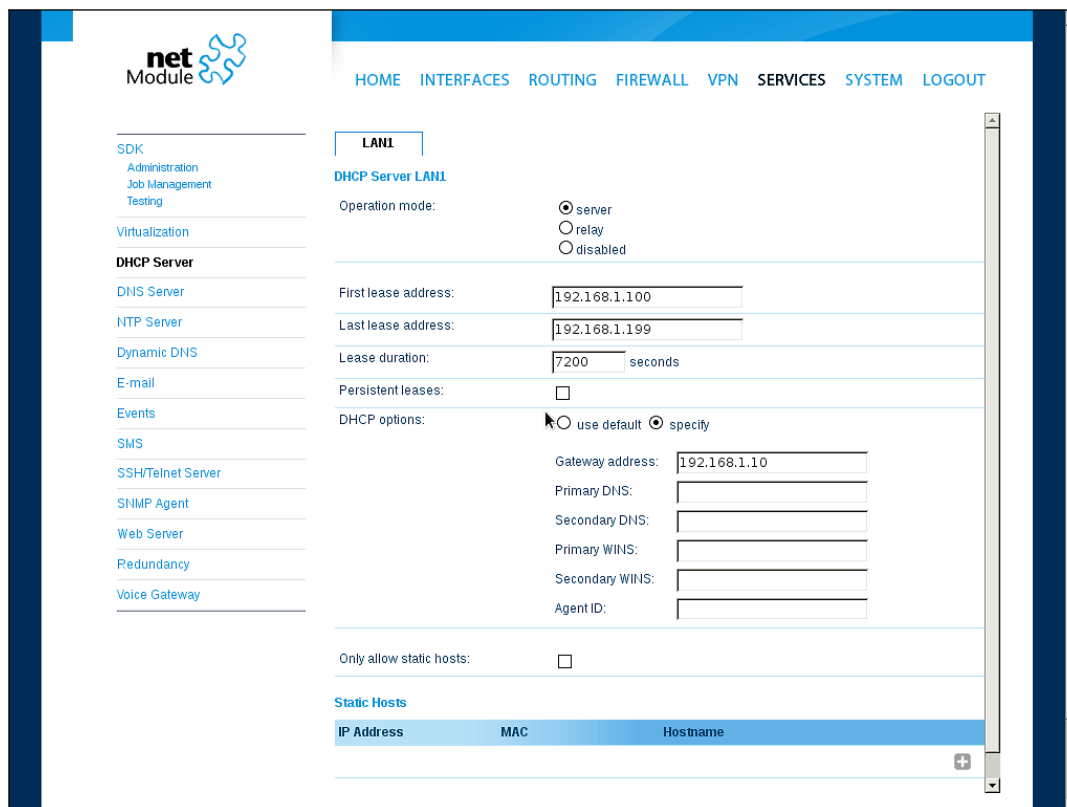 net
Module
HOME INTERFACES ROUTING FIREWALL VPN SERVICES SYSTEM LOGOUT
SDK
Administration
Job Management
Testing
Virtualization
DHCP Server
DNS Server
NTP Server
Dynamic DNS
E-mail
Events
SMS
SSH/Telnet Server
SNMP Agent
Web Server
Redundancy
Voice Gateway
LAN1
DHCP Server LAN1
Operation mode:
server
relay
disabled
First lease address: 192.168.1.100
Last lease address: 192.168.1.199
Lease duration: 7200 seconds
Persistent leases:
DHCP options: use default specify
Gateway address: 192.168.1.10
Primary DNS:
Secondary DNS:
Primary WINS:
Secondary WINS:
Agent ID:
Only allow static hosts:
Static Hosts
IP Address MAC Hostname